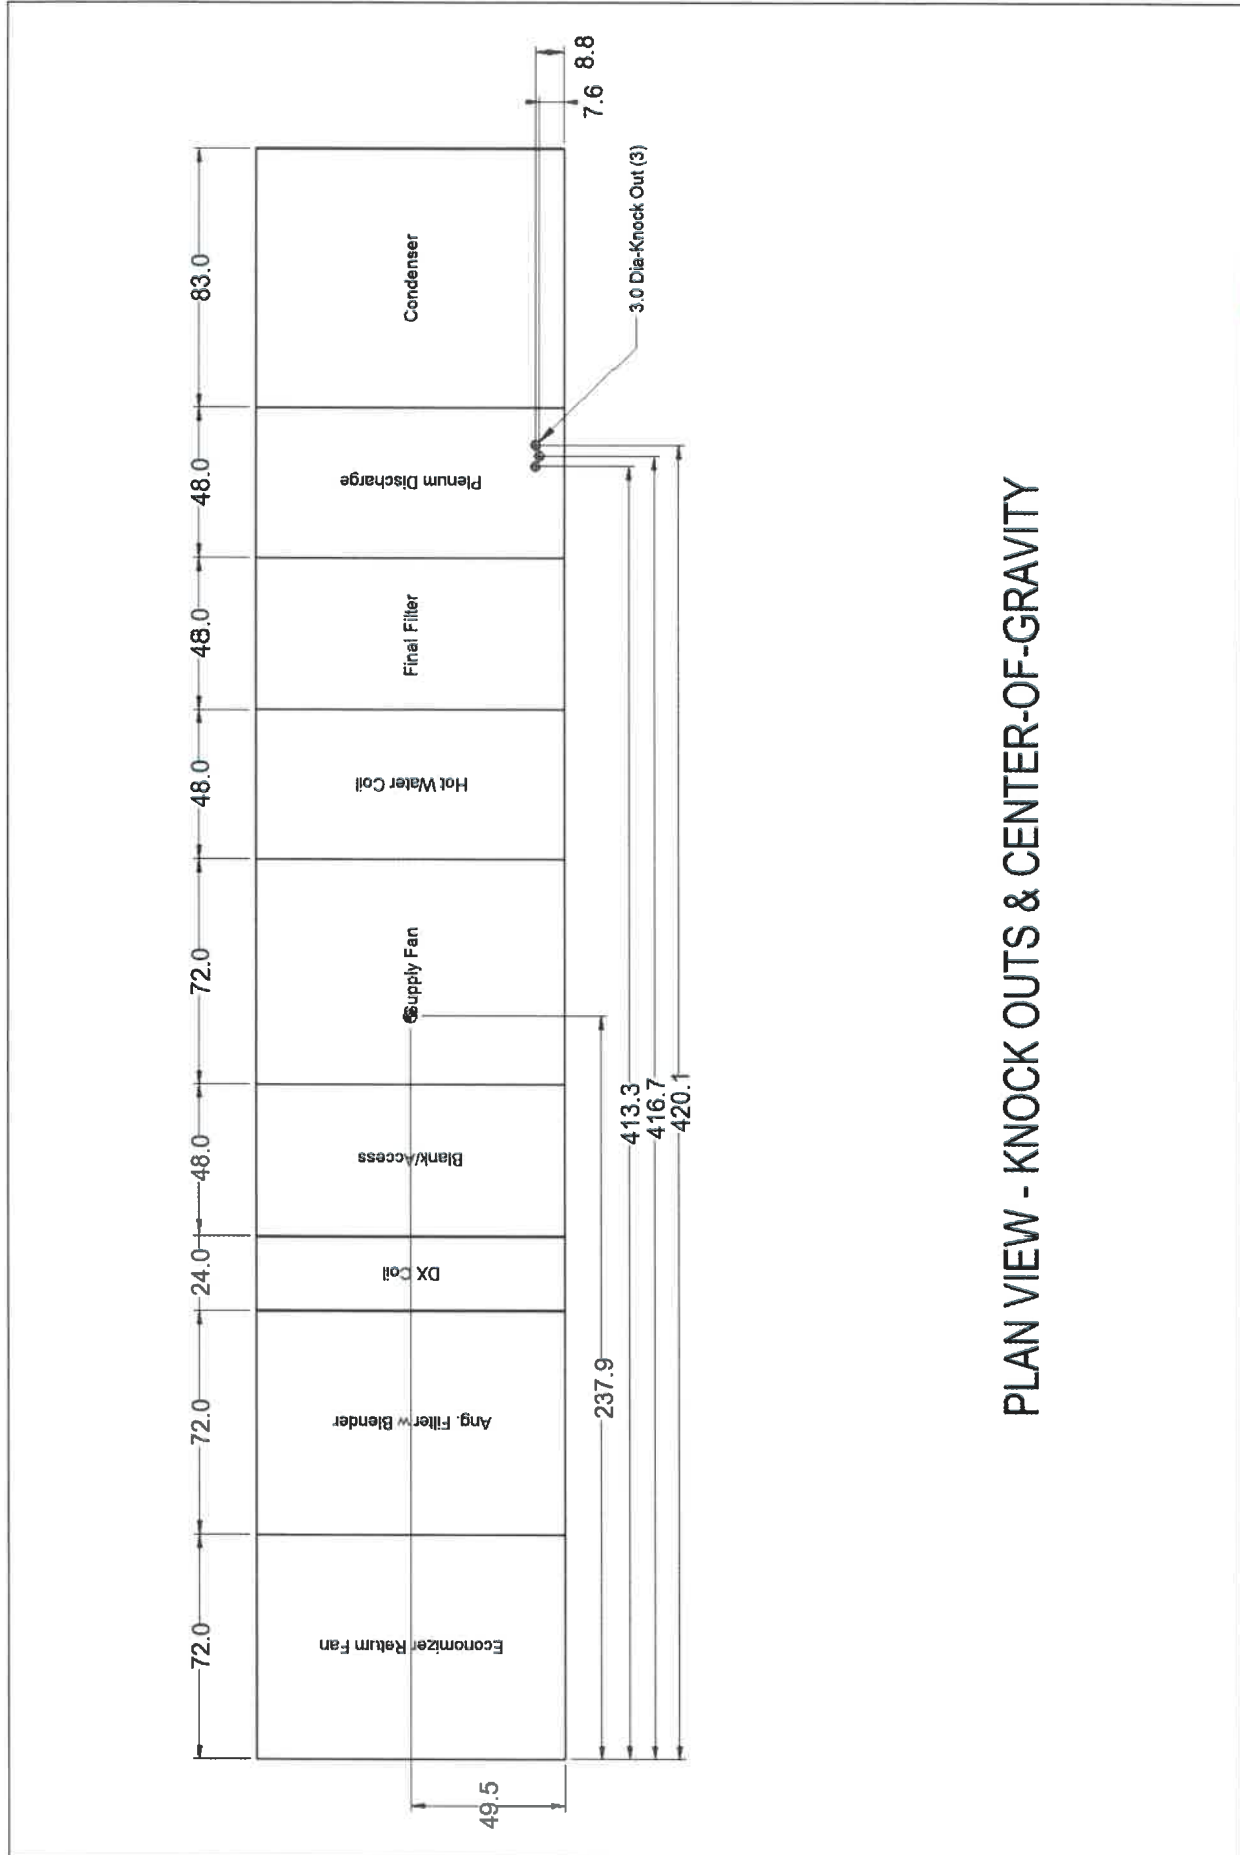 72.0
72.0
24.0
48.0
72.0
48.0
48.0
48.0
83.0
Economizer Return Fan
Ang. Filter w Blender
DX Coil
Blank/Access
Supply Fan
Hot Water Coil
Final Filter
Plenum Discharge
Condenser
49.5
237.9
413.3
416.7
420.1
3.0 Dia-Knock Out (3)
7.6
8.8
PLAN VIEW - KNOCK OUTS & CENTER-OF-GRAVITY